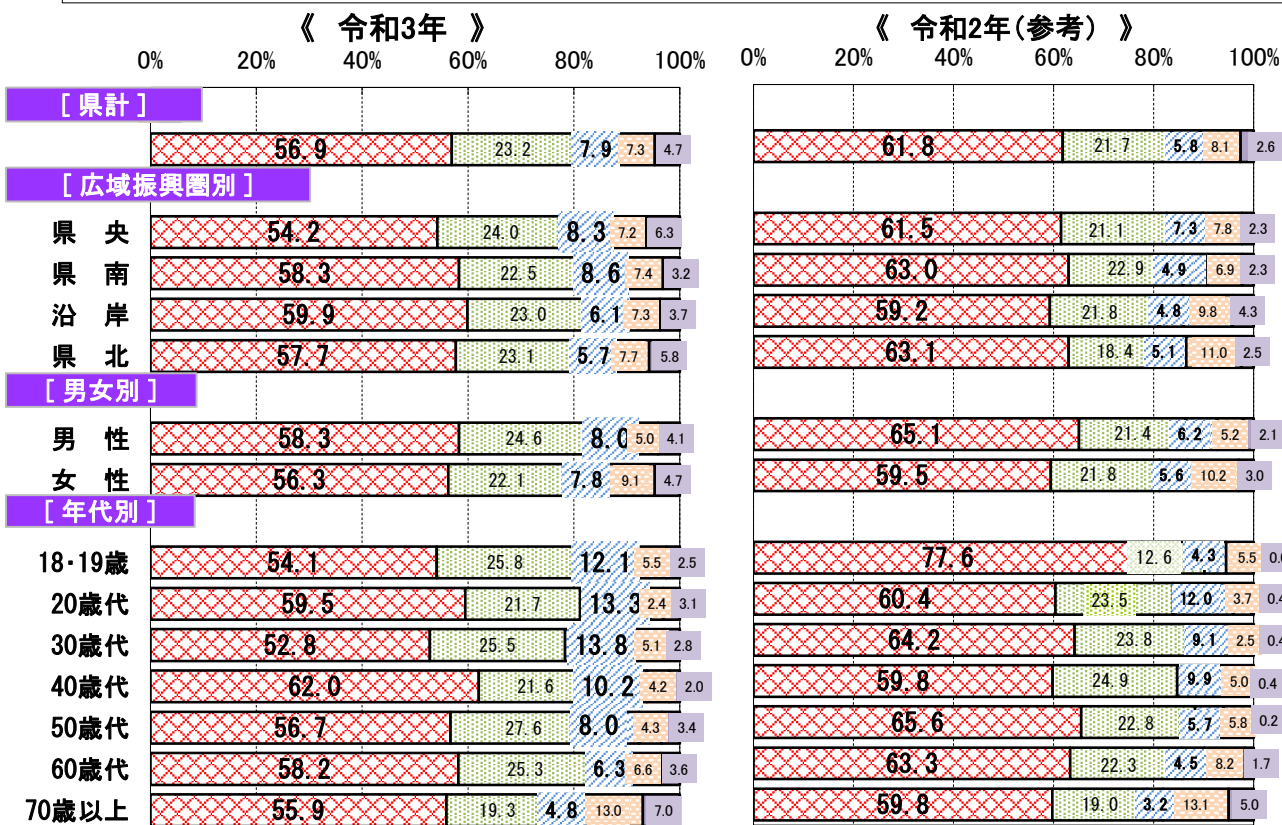 《 令和3年 》 《 令和2年(参考) 》
0% 20% 40% 60% 80% 100% 0% 20% 40% 60% 80% 100%
[ 県計 ]
56.9 23.2 7.9 7.3 4.7 61.8 21.7 5.8 8.1 2.6
[ 広域振興圏別 ]
県 央 54.2 24.0 8.3 7.2 6.3 61.5 21.1 7.3 7.8 2.3
県 南 58.3 22.5 8.6 7.4 3.2 63.0 22.9 4.9 6.9 2.3
沿 岸 59.9 23.0 6.1 7.3 3.7 59.2 21.8 4.8 9.8 4.3
県 北 57.7 23.1 5.7 7.7 5.8 63.1 18.4 5.1 11.0 2.5
[ 男女別 ]
男 性 58.3 24.6 8.0 5.0 4.1 65.1 21.4 6.2 5.2 2.1
女 性 56.3 22.1 7.8 9.1 4.7 59.5 21.8 5.6 10.2 3.0
[ 年代別 ]
18・19歳 54.1 25.8 12.1 5.5 2.5 77.6 12.6 4.3 5.5 0.0
20歳代 59.5 21.7 13.3 2.4 3.1 60.4 23.5 12.0 3.7 0.4
30歳代 52.8 25.5 13.8 5.1 2.8 64.2 23.8 9.1 2.5 0.4
40歳代 62.0 21.6 10.2 4.2 2.0 59.8 24.9 9.9 5.0 0.4
50歳代 56.7 27.6 8.0 4.3 3.4 65.6 22.8 5.7 5.8 0.2
60歳代 58.2 25.3 6.3 6.6 3.6 63.3 22.3 4.5 8.2 1.7
70歳以上 55.9 19.3 4.8 13.0 7.0 59.8 19.0 3.2 13.1 5.0